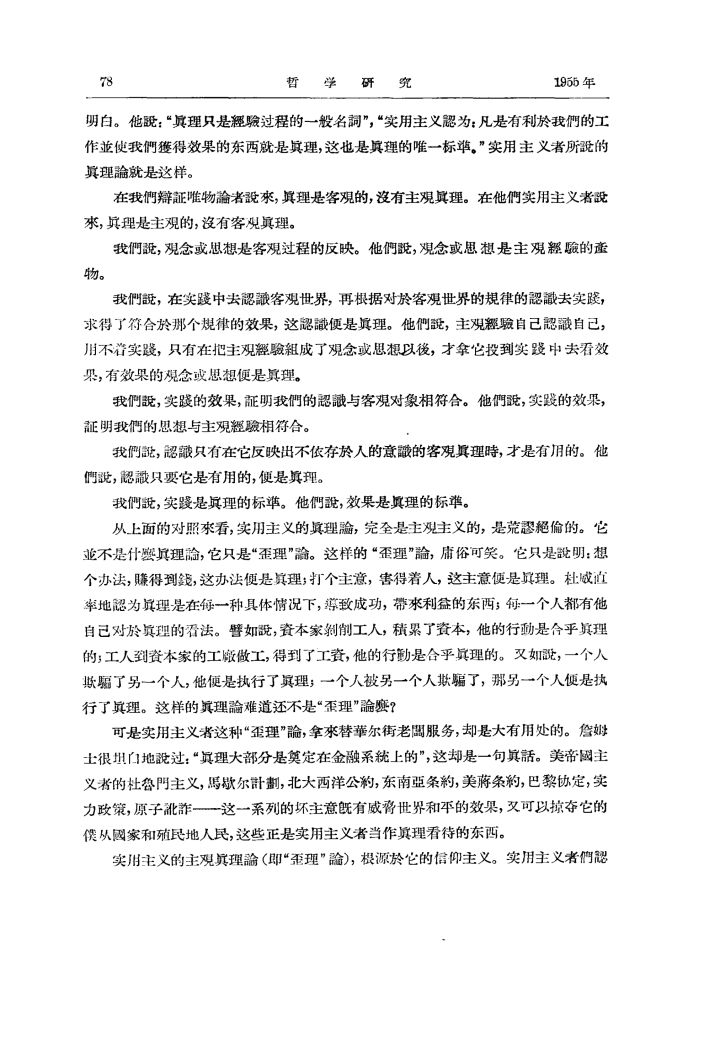 78 哲学研究 1955年
明白。他說：“眞理只是經驗过程的一般名詞”，“实用主义認为：凡是有利於我們的工
作並使我們獲得效果的东西就是眞理，这也是眞理的唯一标準。”实用主义者所說的
眞理論就是这样。
在我們辯証唯物論者說來，眞理是客观的，沒有主观眞理。在他們实用主义者說
來，眞理是主观的，沒有客观眞理。
我們說，观念或思想是客观过程的反映。他們說，观念或思想是主观經驗的產
物。
我們說，在实踐中去認識客观世界，再根据对於客观世界的規律的認識去实踐，
求得了符合於那个規律的效果，这認識便是眞理。他們說，主观經驗自己認識自己，
用不着实踐，只有在把主观經驗組成了观念或思想以後，才拿它投到实踐中去看效
果，有效果的观念或思想便是眞理。
我們說，实踐的效果，証明我們的認識与客观对象相符合。他們說，实踐的效果，
証明我們的思想与主观經驗相符合。
我們說，認識只有在它反映出不依存於人的意識的客观眞理時，才是有用的。他
們說，認識只要它是有用的，便是眞理。
我們說，实踐是眞理的标準。他們說，效果是眞理的标準。
从上面的对照來看，实用主义的眞理論，完全是主观主义的，是荒謬絕倫的。它
並不是什麽眞理論，它只是“歪理”論。这样的“歪理”論，庸俗可笑。它只是說明：想
个办法，賺得到錢，这办法便是眞理；打个主意，害得着人，这主意便是眞理。杜威直
率地認为眞理是在每一种具体情况下，導致成功，帶來利益的东西；每一个人都有他
自己对於眞理的看法。譬如說，資本家剝削工人，積累了資本，他的行動是合乎眞理
的；工人到資本家的工廠做工，得到了工資，他的行動是合乎眞理的。又如說，一个人
欺騙了另一个人，他便是执行了眞理；一个人被另一个人欺騙了，那另一个人便是执
行了眞理。这样的眞理論难道还不是“歪理”論麽？
可是实用主义者这种“歪理”論，拿來替華尔街老闆服务，却是大有用处的。詹姆
士很坦白地說过：“眞理大部分是奠定在金融系統上的”，这却是一句眞話。美帝國主
义者的杜魯門主义，馬歇尔計劃，北大西洋公約，东南亞条約，美蔣条約，巴黎协定，实
力政策，原子訛詐——这一系列的坏主意旣有威脅世界和平的效果，又可以掠夺它的
僕从國家和殖民地人民，这些正是实用主义者当作眞理看待的东西。
实用主义的主观眞理論（即“歪理”論），根源於它的信仰主义。实用主义者們認